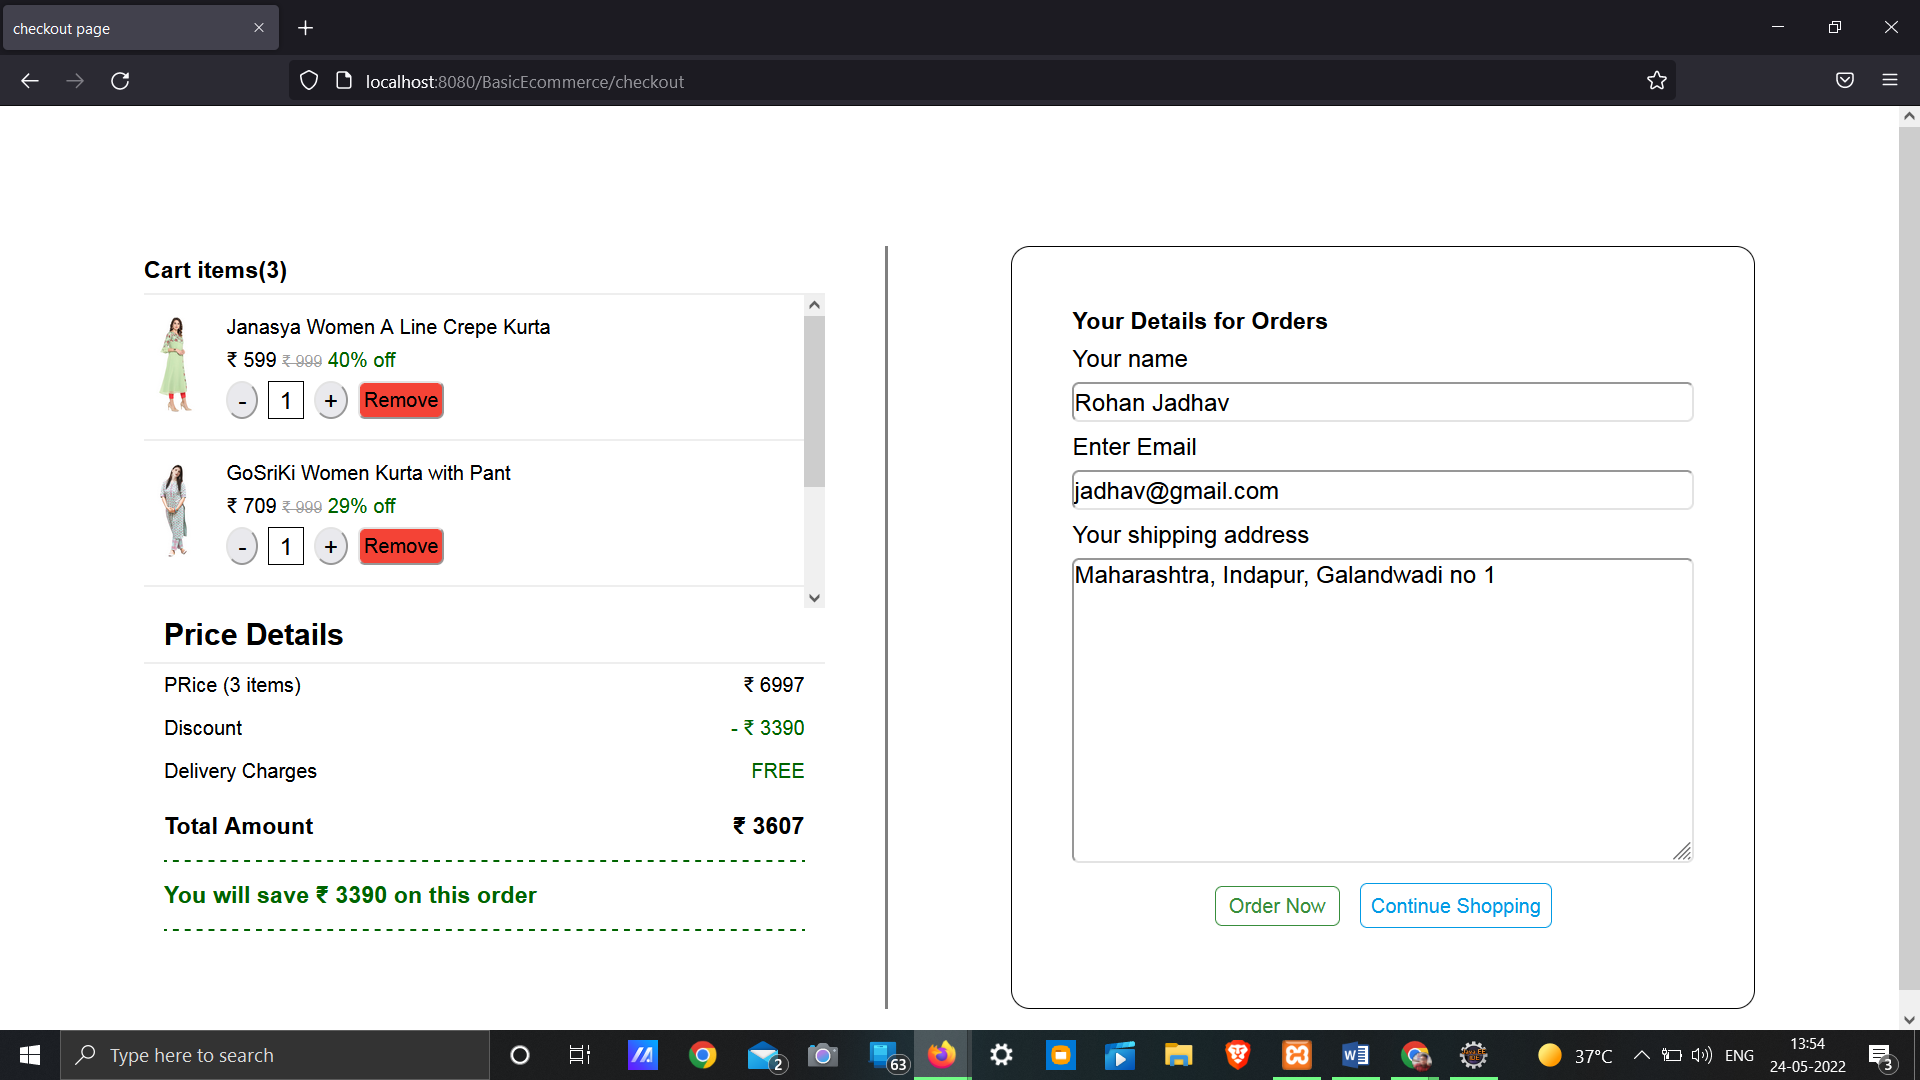 checkout page
localhost:8080/BasicEcommerce/checkout
Cart items(3)
Janasya Women A Line Crepe Kurta
₹ 599 ₹ 999 40% off
- 1 + Remove
GoSriKi Women Kurta with Pant
₹ 709 ₹ 999 29% off
- 1 + Remove
Price Details
PRice (3 items) ₹ 6997
Discount - ₹ 3390
Delivery Charges FREE
Total Amount ₹ 3607
You will save ₹ 3390 on this order
Your Details for Orders
Your name
Rohan Jadhav
Enter Email
jadhav@gmail.com
Your shipping address
Maharashtra, Indapur, Galandwadi no 1
Order Now Continue Shopping
Type here to search
2
63
W
37°C
ENG
13:54
24-05-2022
3